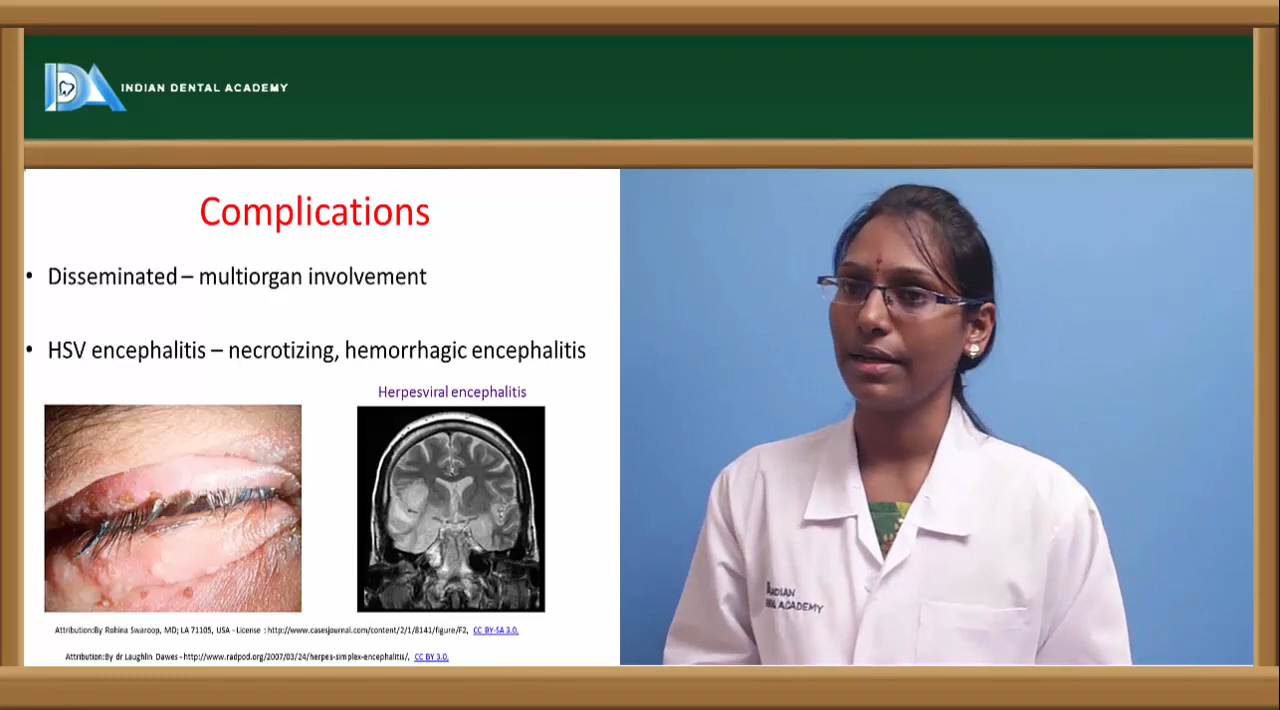 IDA
INDIAN DENTAL ACADEMY
Complications
• Disseminated – multiorgan involvement
• HSV encephalitis – necrotizing, hemorrhagic encephalitis
Herpesviral encephalitis
Attribution:By Rohina Swaroop, MD; LA 71105, USA - License : http://www.casesjournal.com/content/2/1/8141/figure/F2, CC BY-SA 3.0,
Attribution:By dr Laughlin Dawes - http://www.radpod.org/2007/03/24/herpes-simplex-encephalitis/, CC BY 3.0,
INDIAN
ACADEMY